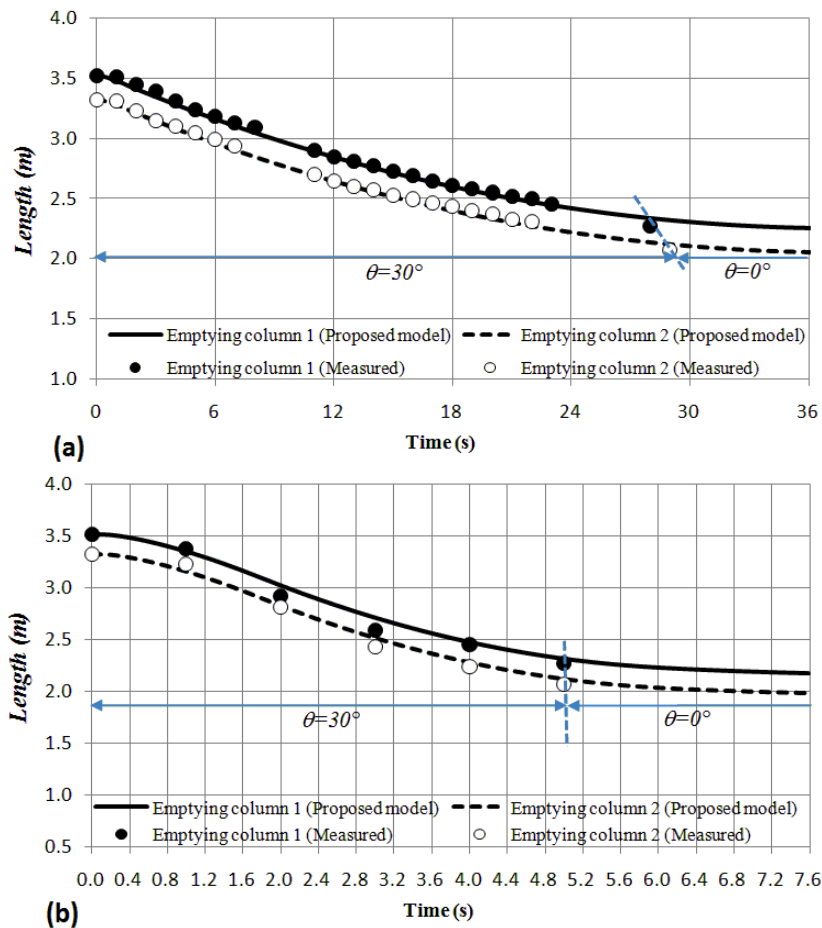 4.0
3.5
3.0
2.5
2.0
1.5
1.0
Length (m)
θ=30°
θ=0°
Emptying column 1 (Proposed model)
Emptying column 2 (Proposed model)
Emptying column 1 (Measured)
Emptying column 2 (Measured)
0 6 12 18 24 30 36
(a)
Time (s)
4.0
3.5
3.0
2.5
2.0
1.5
1.0
0.5
Length (m)
θ=30°
θ=0°
Emptying column 1 (Proposed model)
Emptying column 2 (Proposed model)
Emptying column 1 (Measured)
Emptying column 2 (Measured)
0.0 0.4 0.8 1.2 1.6 2.0 2.4 2.8 3.2 3.6 4.0 4.4 4.8 5.2 5.6 6.0 6.4 6.8 7.2 7.6
(b)
Time (s)